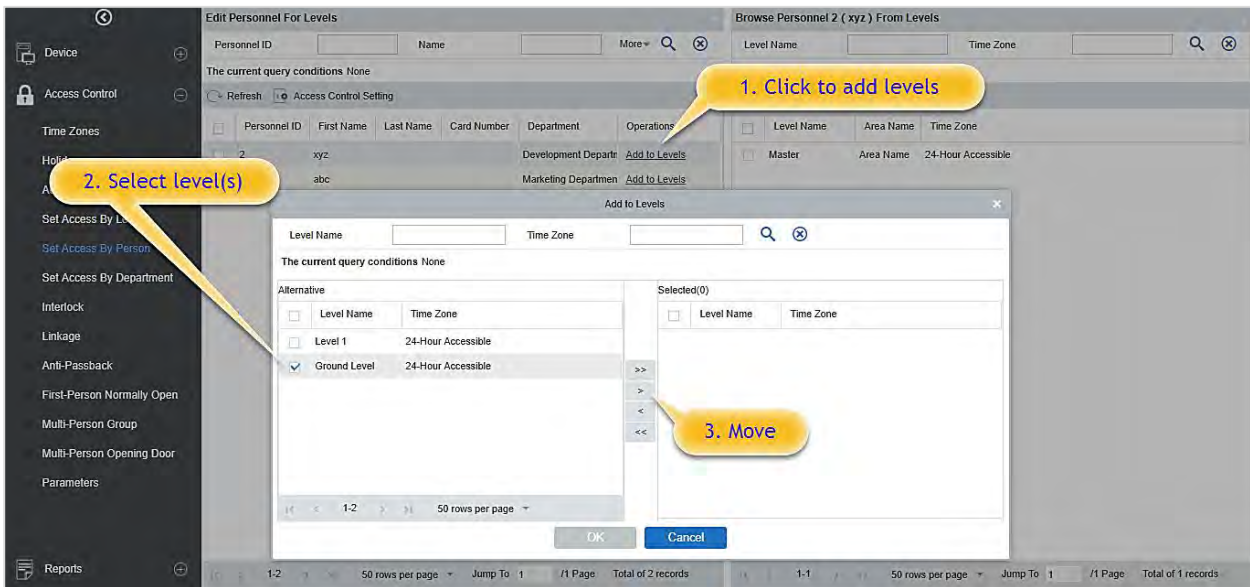 Edit Personnel For Levels
Browse Personnel 2 ( xyz ) From Levels
Device
Personnel ID Name More
Level Name Time Zone
The current query conditions None
Access Control
Refresh Access Control Setting
1. Click to add levels
Time Zones
Personnel ID First Name Last Name Card Number Department Operations
Level Name Area Name Time Zone
2 xyz Development Departm Add to Levels
Master Area Name 24-Hour Accessible
abc Marketing Departmen Add to Levels
2. Select level(s)
Set Access By
Set Access By Person
Set Access By Department
Interlock
Linkage
Anti-Passback
First-Person Normally Open
Multi-Person Group
Multi-Person Opening Door
Parameters
Reports
Add to Levels
Level Name Time Zone
The current query conditions None
Alternative
Level Name Time Zone
Level 1 24-Hour Accessible
Ground Level 24-Hour Accessible
>>
>
<
<<
3. Move
Selected(0)
Level Name Time Zone
1-2 50 rows per page
OK Cancel
1-2 50 rows per page Jump To 1 /1 Page Total of 2 records
1-1 50 rows per page Jump To 1 /1 Page Total of 1 records